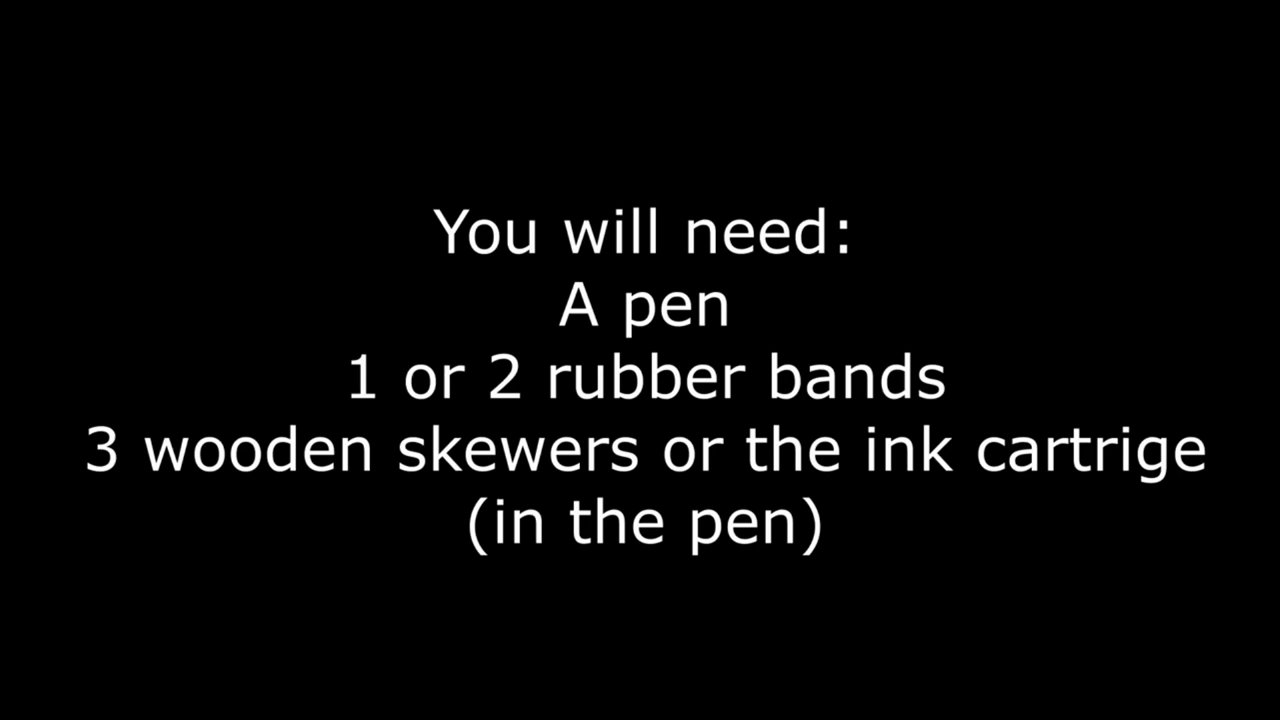 You will need:
A pen
1 or 2 rubber bands
3 wooden skewers or the ink cartrige
(in the pen)